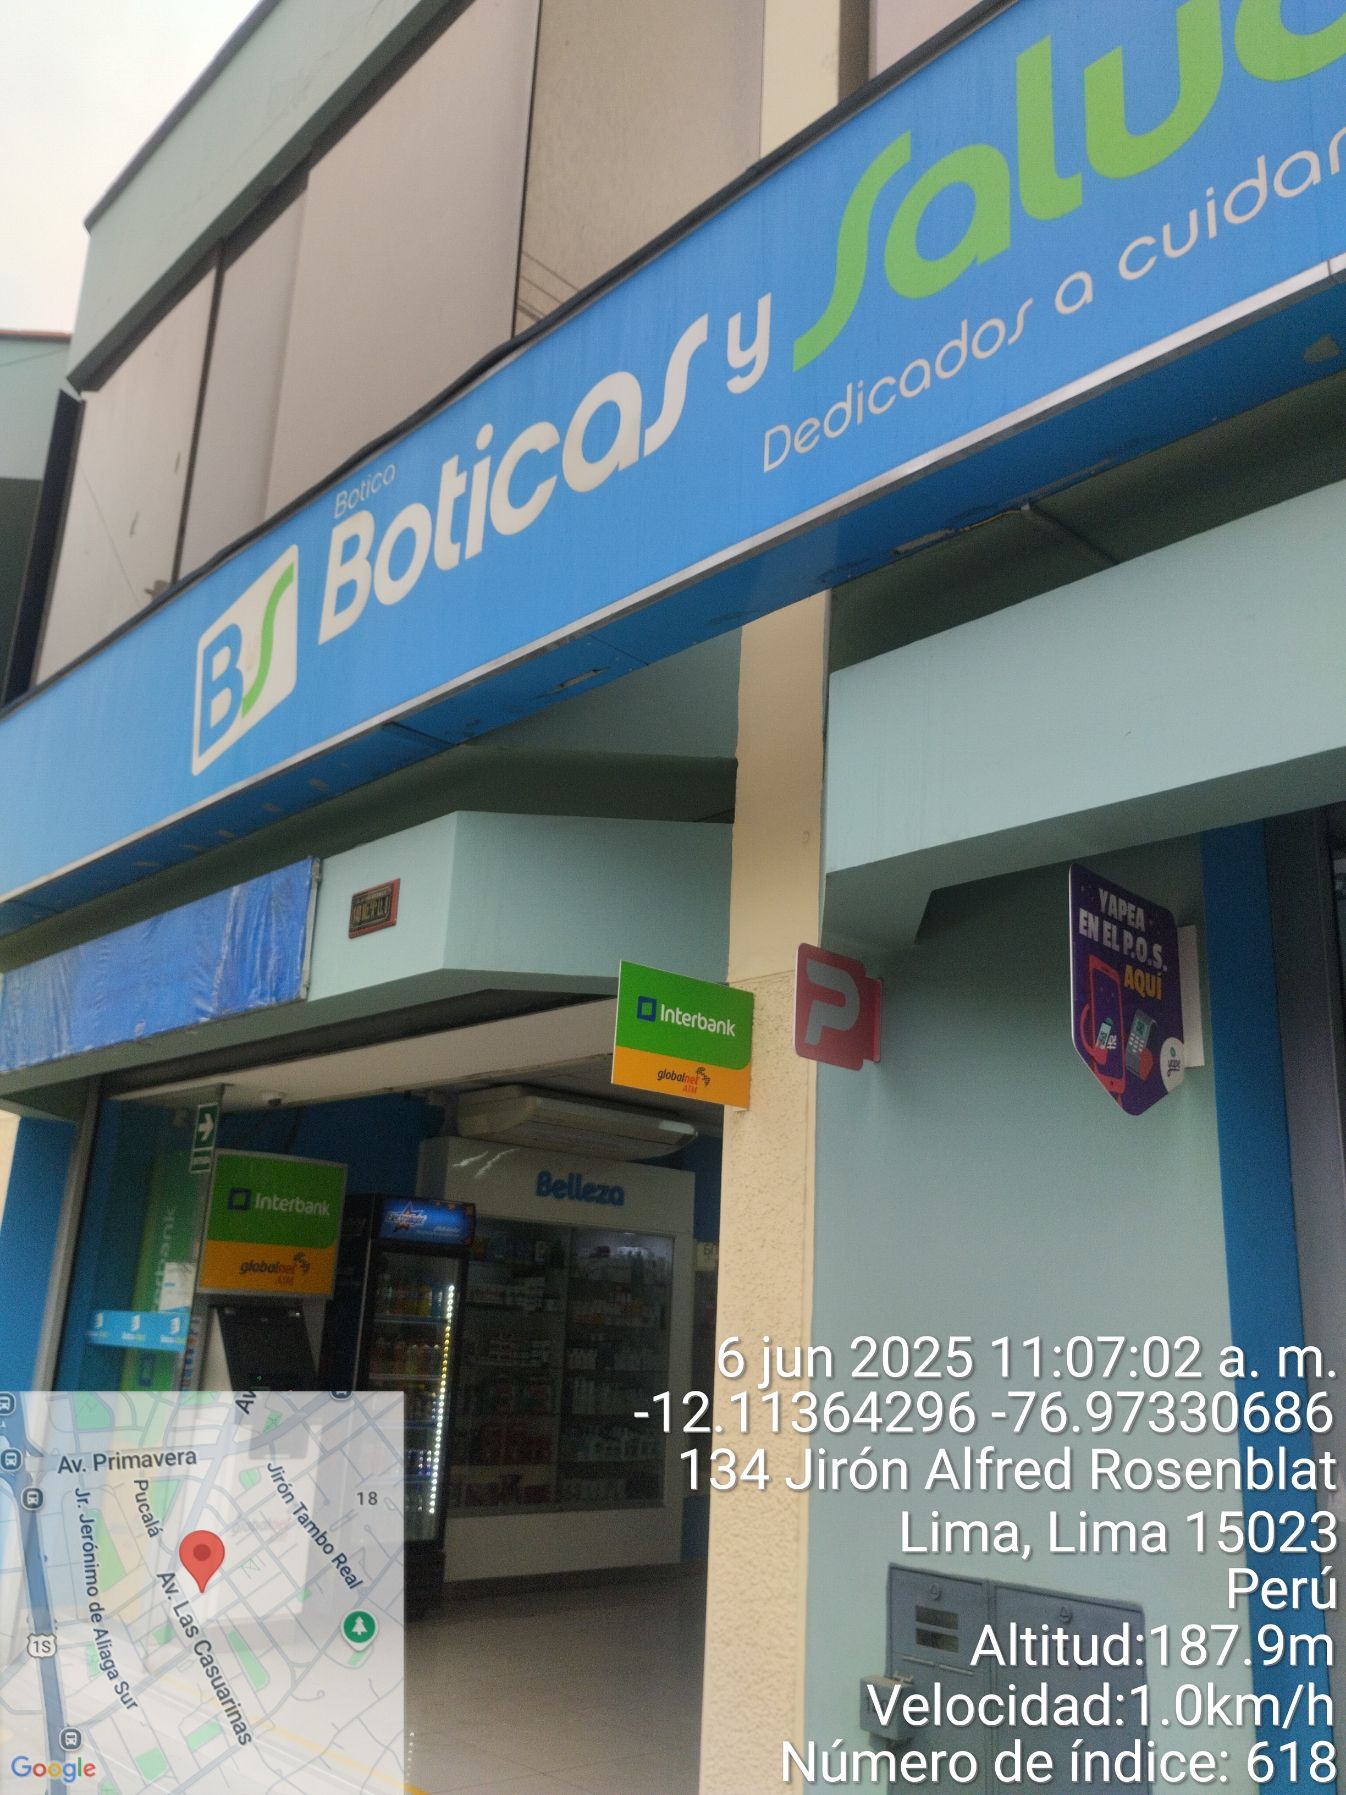 Botica
BS Boticas y Salud
Dedicados a cuidar
Interbank
globalnet
ATM
P
YAPEA
EN EL P.O.S.
AQUÍ
Interbank
globalnet
ATM
Belleza
6 jun 2025 11:07:02 a. m.
-12.11364296 -76.97330686
134 Jirón Alfred Rosenblat
Lima, Lima 15023
Perú
Altitud:187.9m
Velocidad:1.0km/h
Número de índice: 618
Av. Primavera
Pucalá
Jr. Jerónimo de Aliaga Sur
Jirón Tambo Real
18
Av. Las Casuarinas
1S
Av
Google